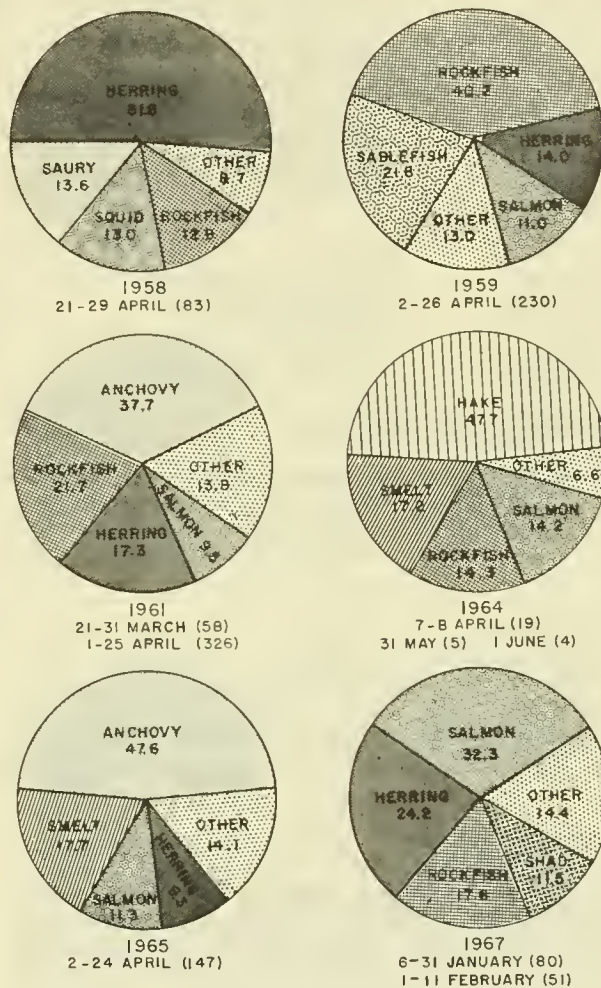 HERRING
51.8
SAURY
13.6
SQUID
13.0
ROCKFISH
12.9
OTHER
8.7
1958
21-29 APRIL (83)
ROCKFISH
40.2
HERRING
14.0
SABLEFISH
21.8
OTHER
13.0
SALMON
11.0
1959
2-26 APRIL (230)
ANCHOVY
37.7
ROCKFISH
21.7
OTHER
13.8
HERRING
17.3
SALMON 9.5
1961
21-31 MARCH (58)
1-25 APRIL (326)
HAKE
47.7
OTHER
6.6
SMELT
17.2
SALMON
14.2
ROCKFISH
14.3
1964
7-8 APRIL (19)
31 MAY (5) 1 JUNE (4)
ANCHOVY
47.6
SMELT
17.7
OTHER
14.1
SALMON
11.3
HERRING
9.3
1965
2-24 APRIL (147)
SALMON
32.3
HERRING
24.2
OTHER
14.4
ROCKFISH
17.6
SHAD
11.5
1967
6-31 JANUARY (80)
1-11 FEBRUARY (51)